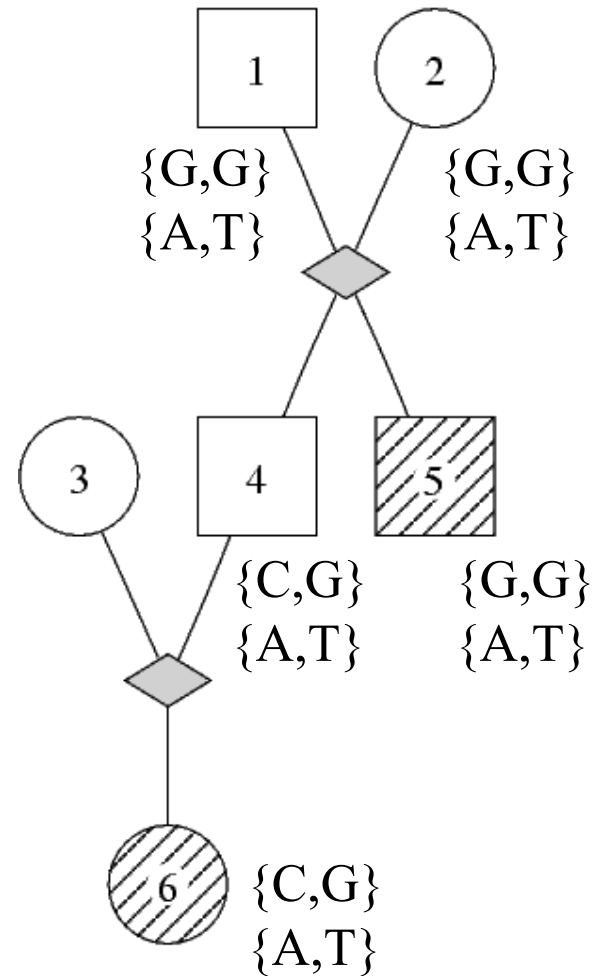 1
2
{G,G}
{A,T}
{G,G}
{A,T}
3
4
5
{C,G}
{A,T}
{G,G}
{A,T}
6
{C,G}
{A,T}